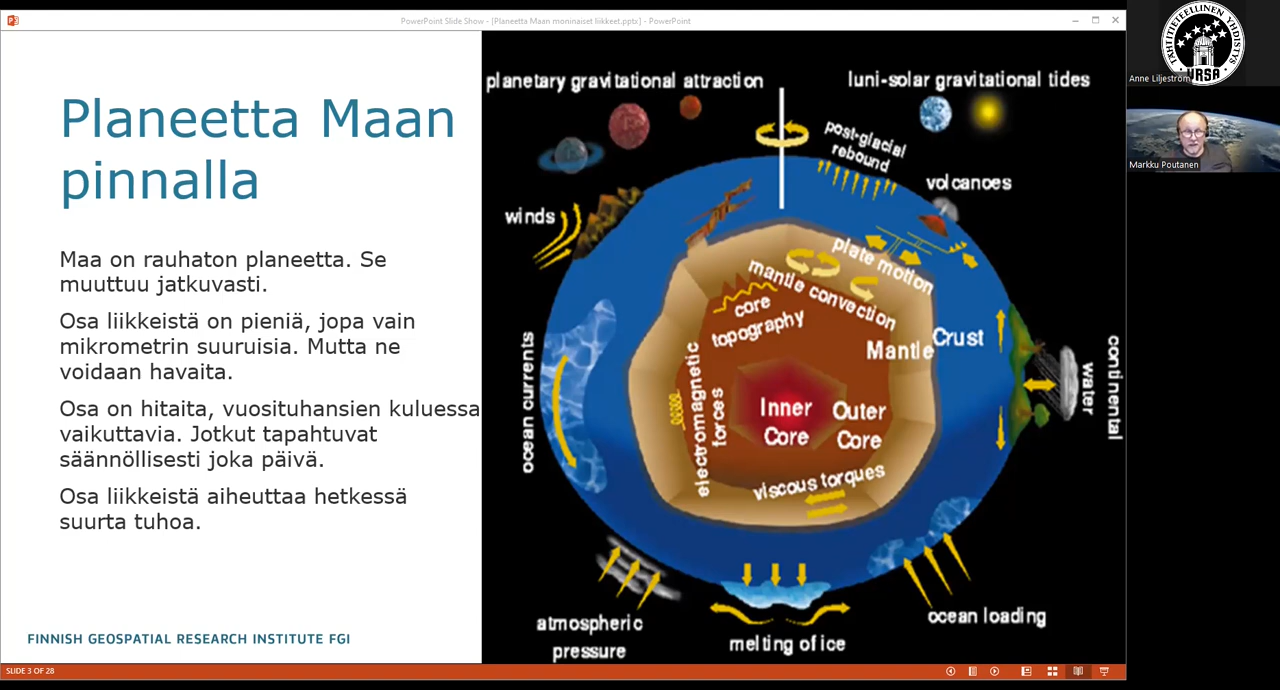 PowerPoint Slide Show - [Planeetta Maan moninaiset liikkeet.pptx] - PowerPoint
Planeetta Maan
pinnalla
Maa on rauhaton planeetta. Se
muuttuu jatkuvasti.
Osa liikkeistä on pieniä, jopa vain
mikrometrin suuruisia. Mutta ne
voidaan havaita.
Osa on hitaita, vuosituhansien kuluessa
vaikuttavia. Jotkut tapahtuvat
säännöllisesti joka päivä.
Osa liikkeistä aiheuttaa hetkessä
suurta tuhoa.
FINNISH GEOSPATIAL RESEARCH INSTITUTE FGI
planetary gravitational attraction
luni-solar gravitational tides
post-glacial
rebound
volcanoes
winds
plate motion
mantle convection
core
topography
Mantle
Crust
ocean currents
electromagnetic
forces
Inner
Core
Outer
Core
viscous torques
continental
water
atmospheric
pressure
melting of ice
ocean loading
SLIDE 3 OF 28
TÄHTITIETEELLINEN YHDISTYS
URSA
Anne Liljeström
Markku Poutanen